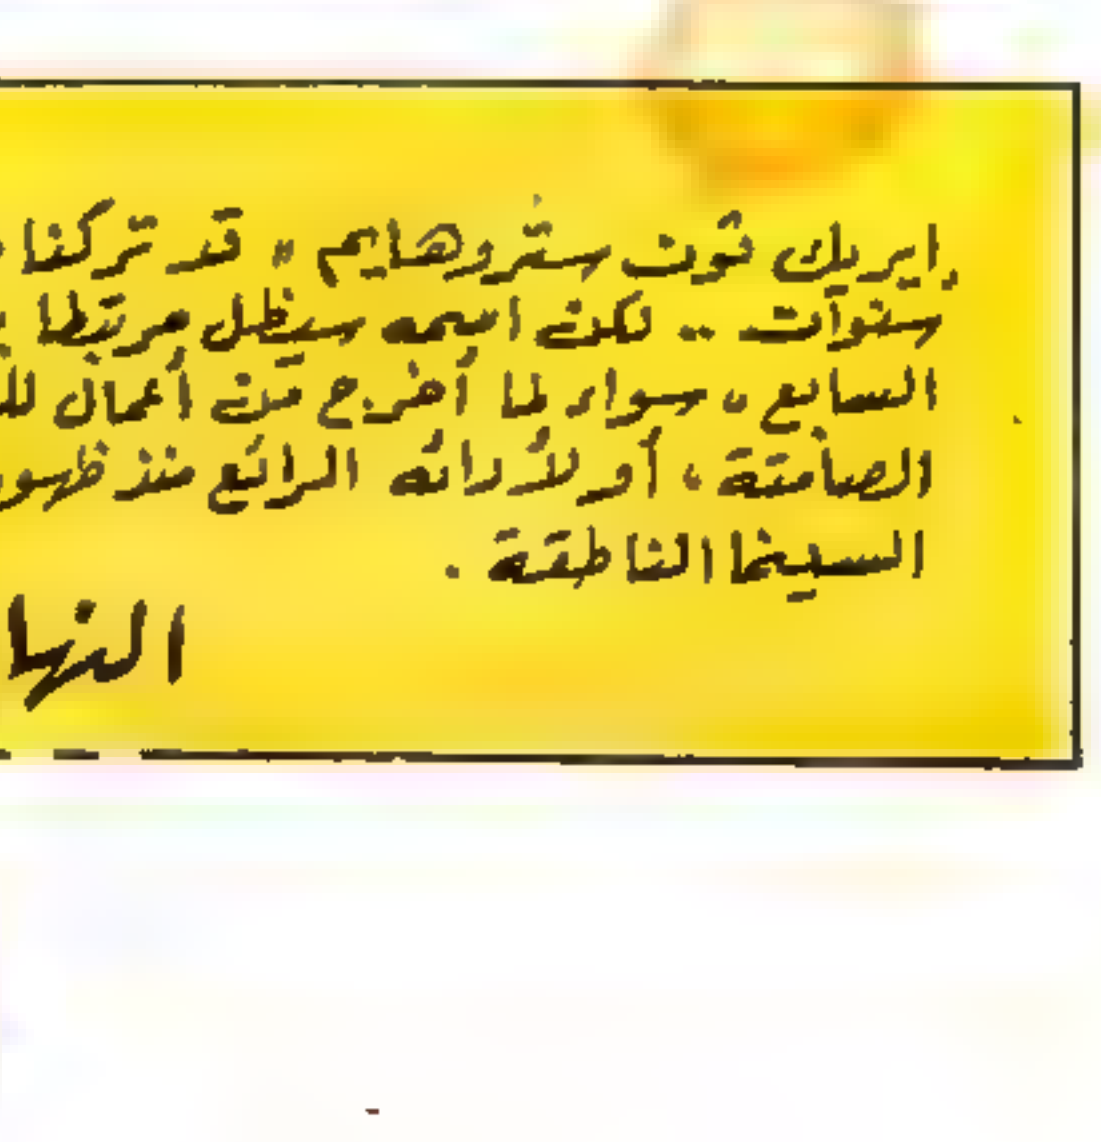 "إيريك فون ستروهايم" قد تركنا
سنوات .. لكن اسمه سيظل مرتبطا
السابع، سواء لما أخرج من أعمال
الصامتة، أو لأدائه الرائع منذ ظهور
السينما الناطقة.
النها